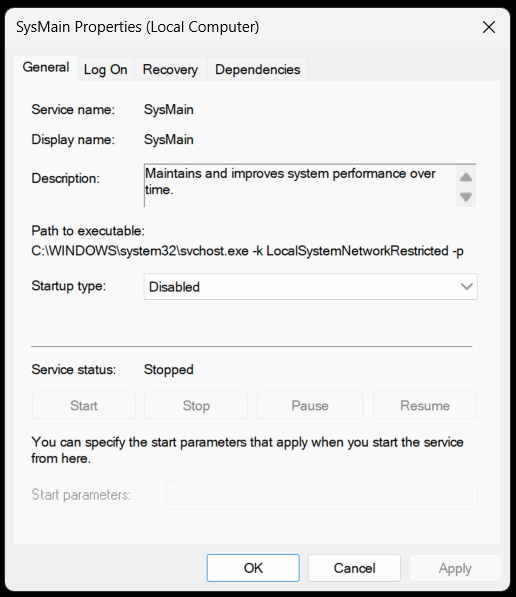 SysMain Properties (Local Computer)
General Log On Recovery Dependencies
Service name: SysMain
Display name: SysMain
Description: Maintains and improves system performance over
time.
Path to executable:
C:\WINDOWS\system32\svchost.exe -k LocalSystemNetworkRestricted -p
Startup type: Disabled
Service status: Stopped
Start Stop Pause Resume
You can specify the start parameters that apply when you start the service
from here.
Start parameters:
OK Cancel Apply